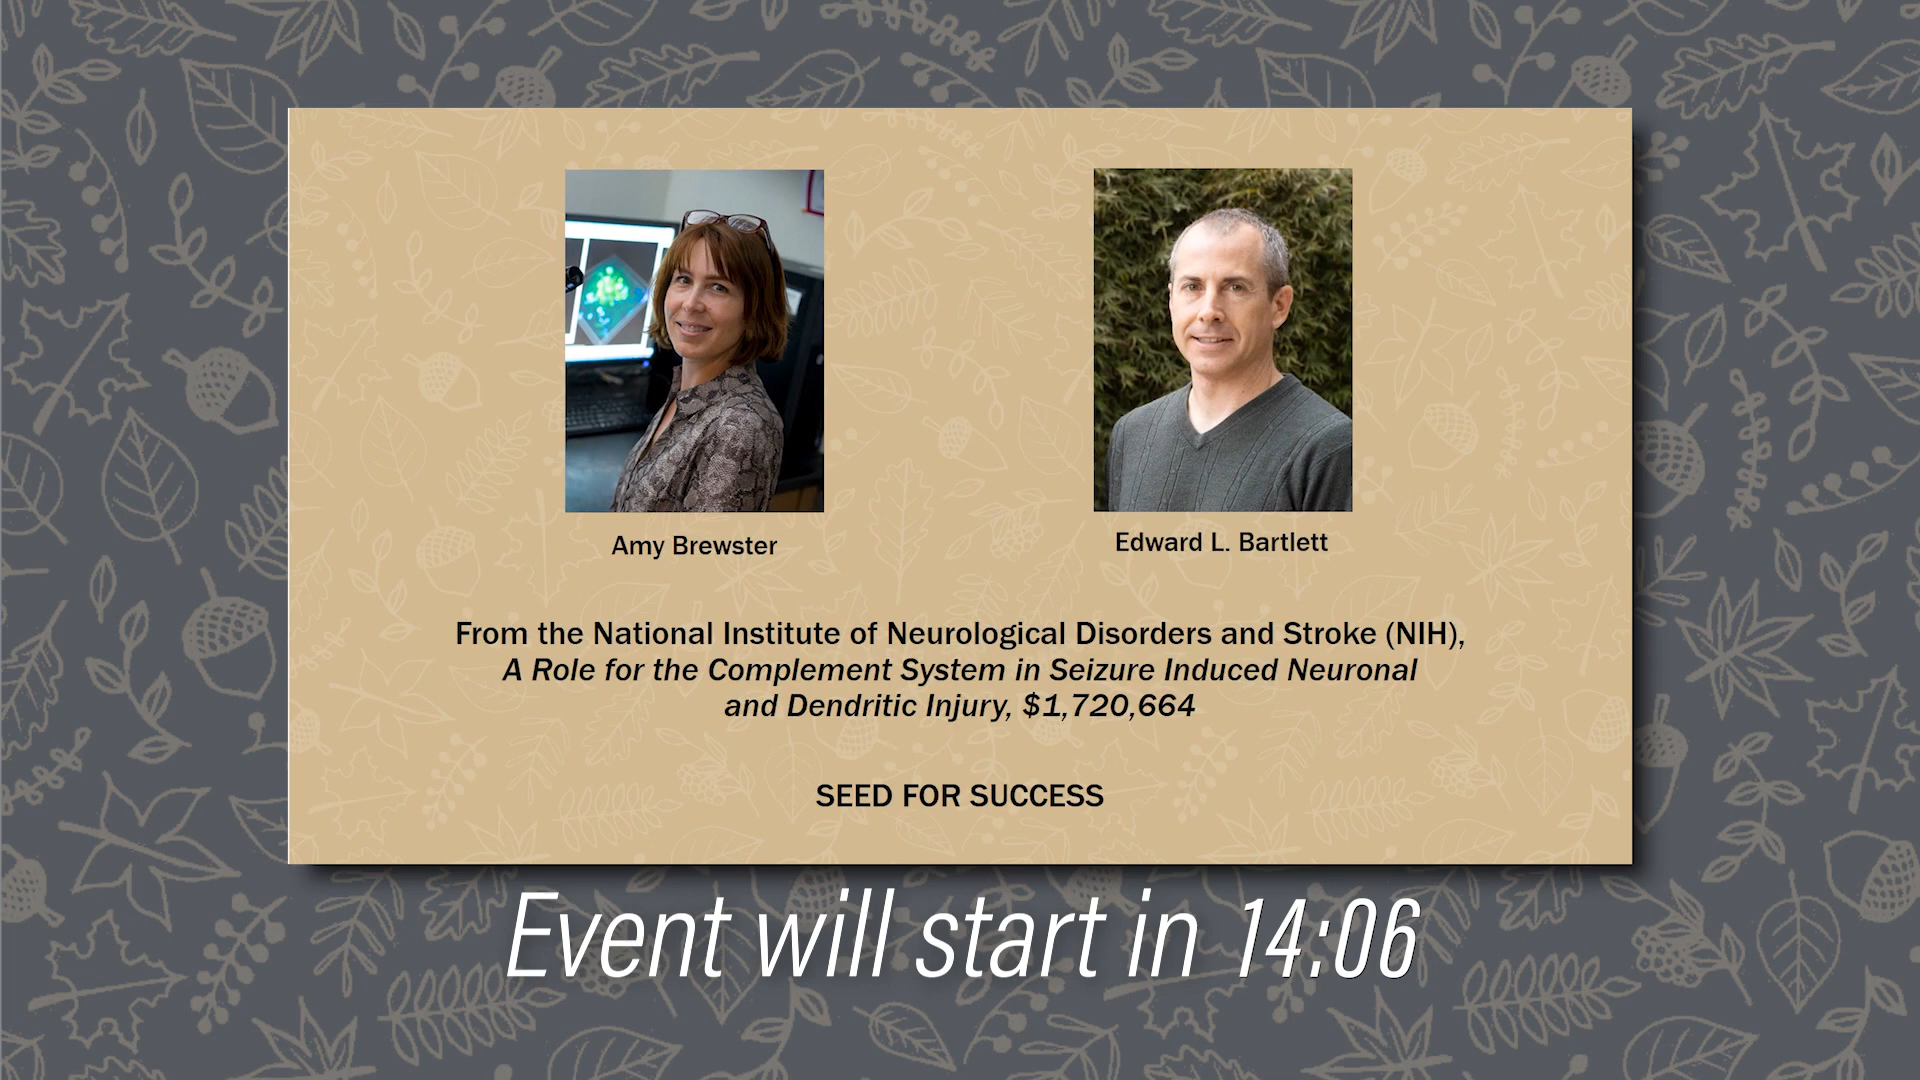 Amy Brewster
Edward L. Bartlett
From the National Institute of Neurological Disorders and Stroke (NIH),
A Role for the Complement System in Seizure Induced Neuronal
and Dendritic Injury, $1,720,664
SEED FOR SUCCESS
Event will start in 14:06